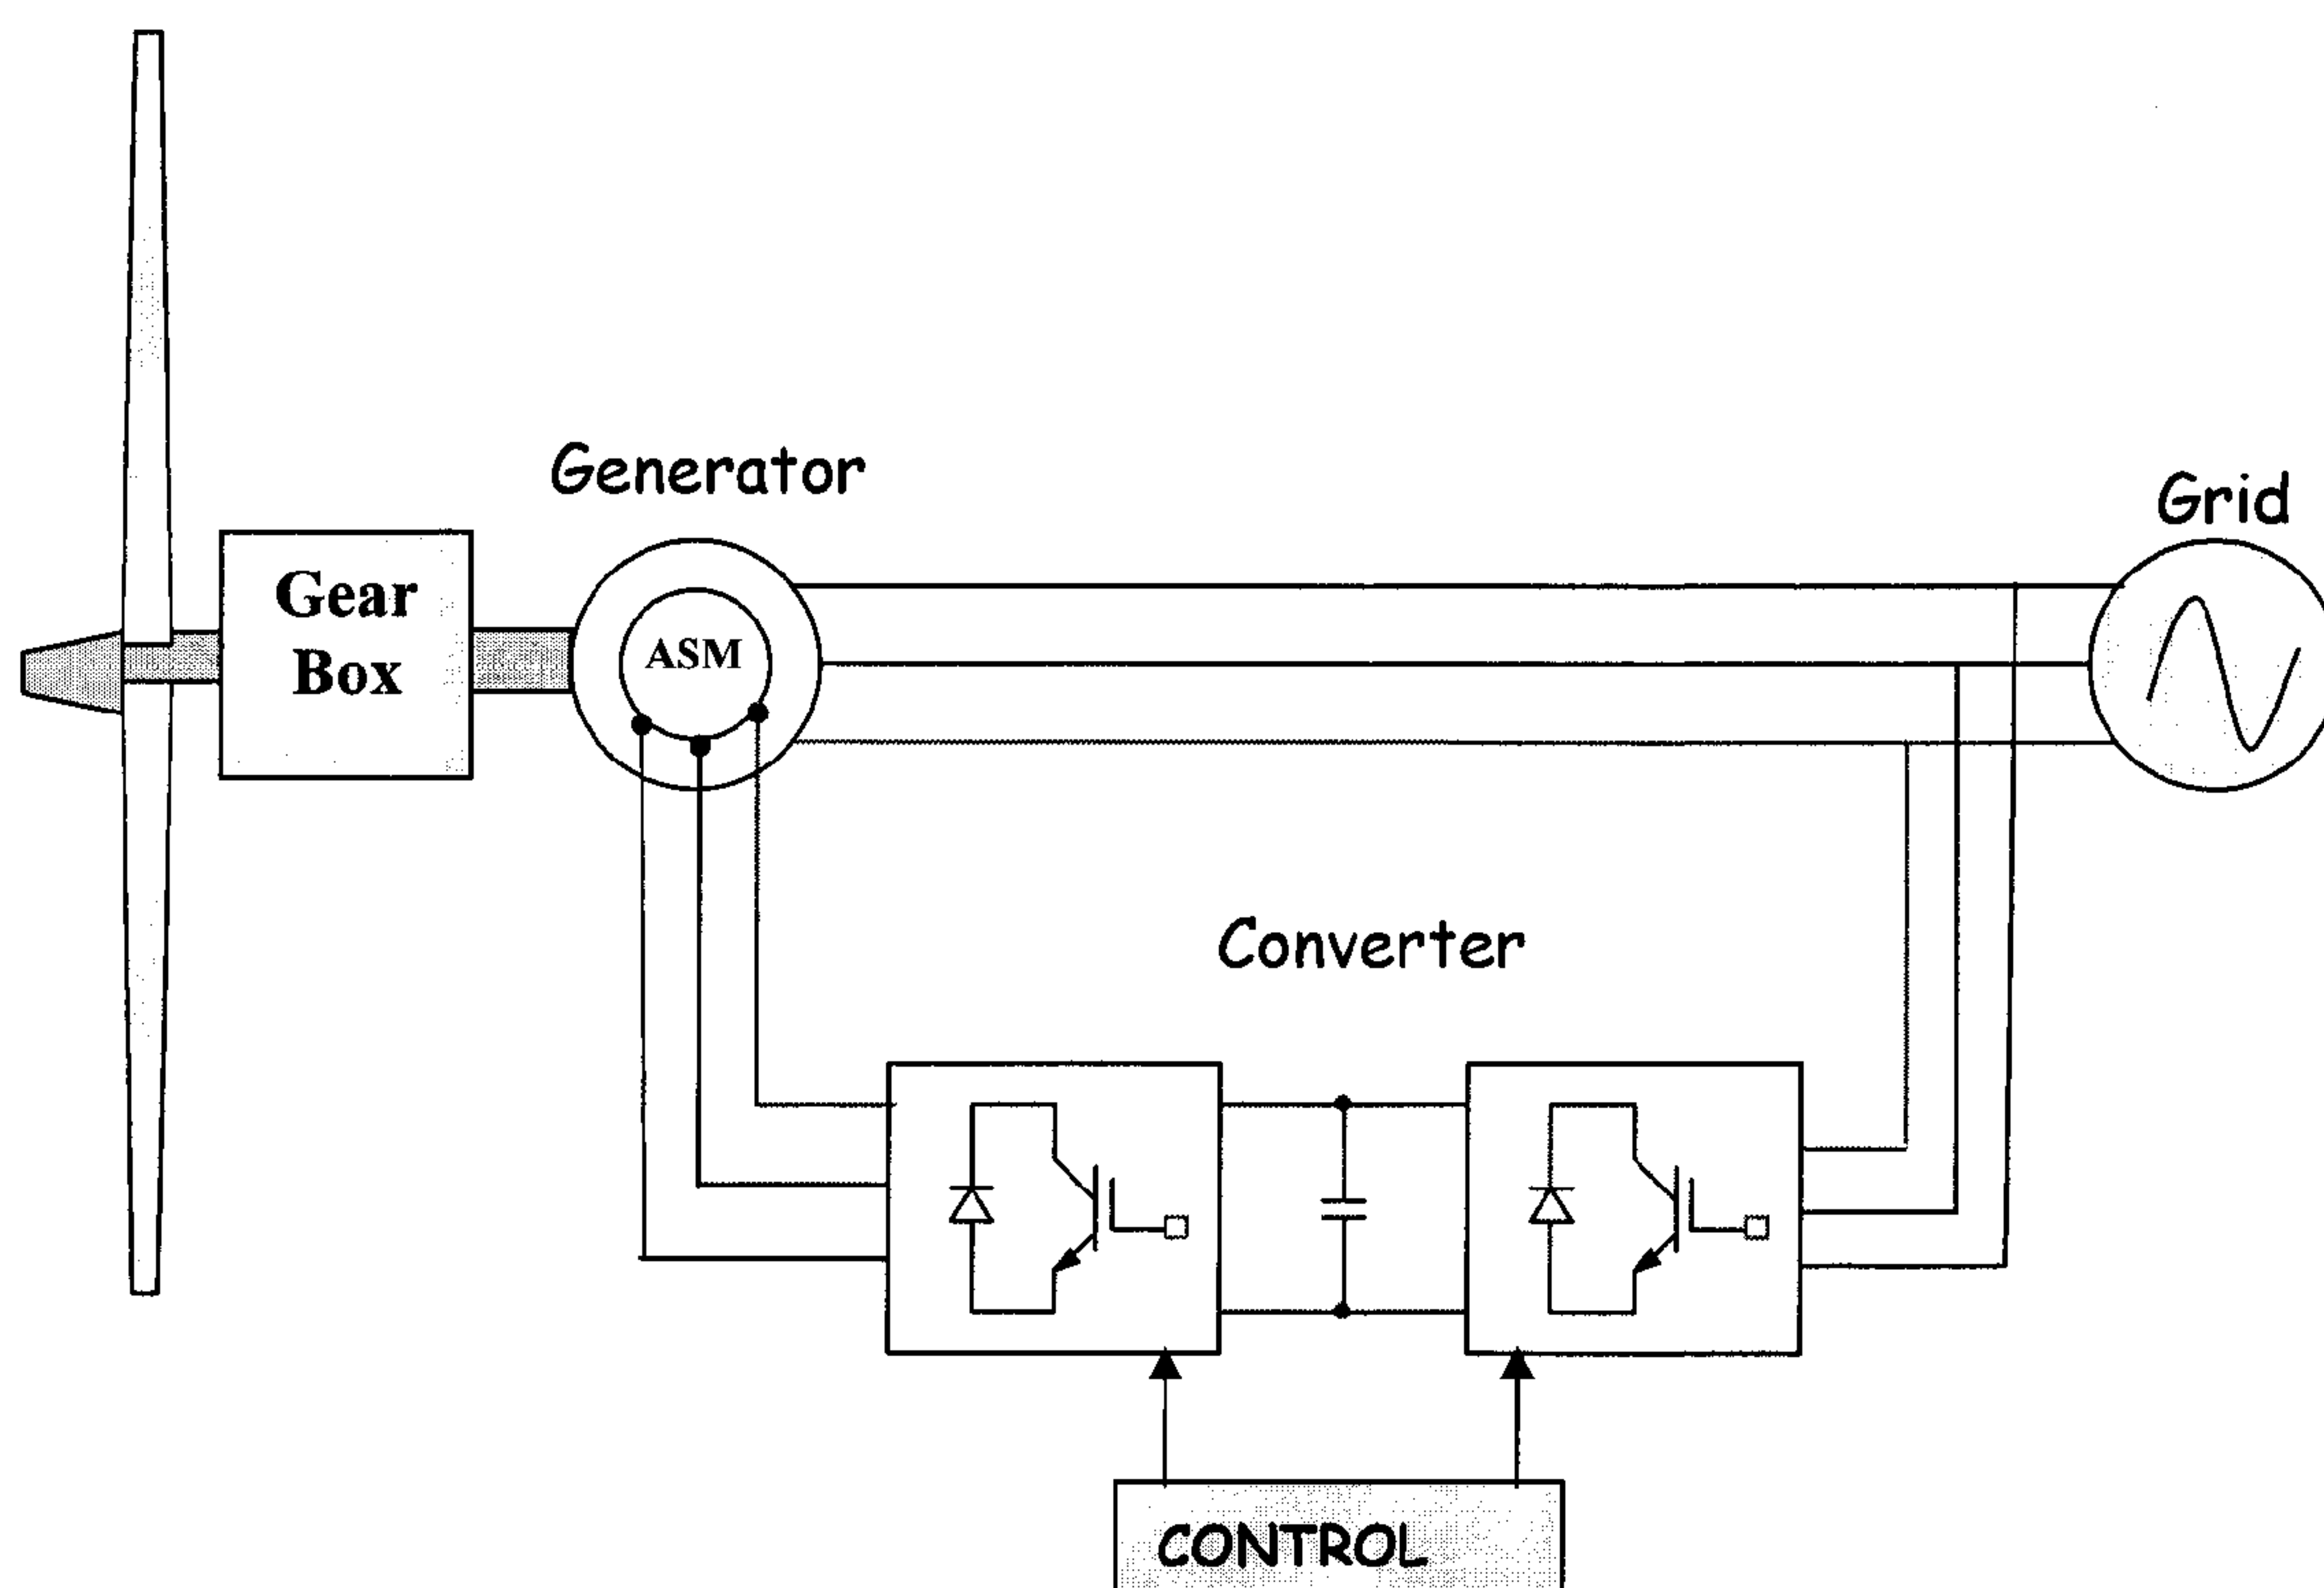 Generator
Grid
Gear
Box
ASM
Converter
CONTROL